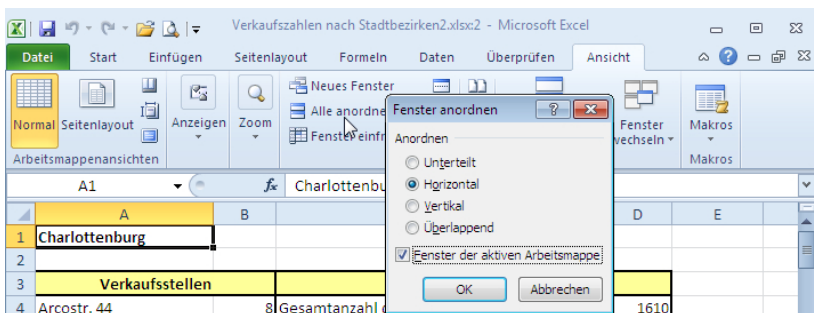 Verkaufszahlen nach Stadtbezirken2.xlsx:2 - Microsoft Excel
Datei Start Einfügen Seitenlayout Formeln Daten Überprüfen Ansicht
Neues Fenster
Alle anordne
Fenster einfr
Normal Seitenlayout
Anzeigen Zoom
Fenster
wechseln
Makros
Arbeitsmappenansichten
Makros
Fenster anordnen
Anordnen
Unterteilt
Horizontal
Vertikal
Überlappend
Fenster der aktiven Arbeitsmappe
OK Abbrechen
A1 fx Charlottenbu
A B D E
1 Charlottenburg
2
3 Verkaufsstellen
4 Arcostr. 44 8 Gesamtanzahl 1610